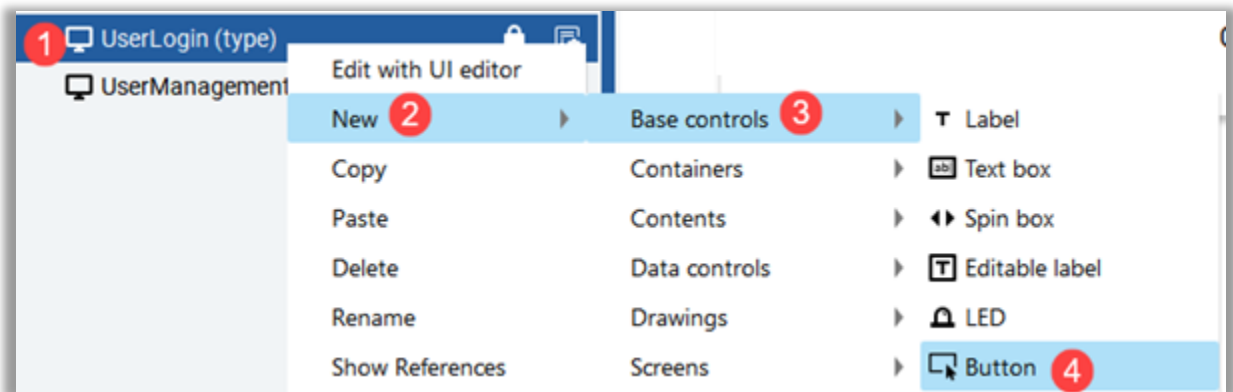 1 UserLogin (type)
UserManagement
Edit with UI editor
New 2
Copy
Paste
Delete
Rename
Show References
Base controls 3
Containers
Contents
Data controls
Drawings
Screens
Label
Text box
Spin box
Editable label
LED
Button 4